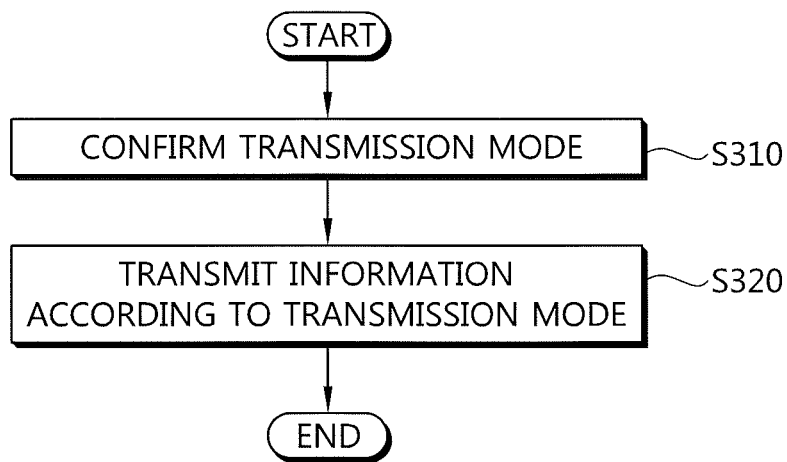 START
CONFIRM TRANSMISSION MODE
S310
TRANSMIT INFORMATION
ACCORDING TO TRANSMISSION MODE
S320
END